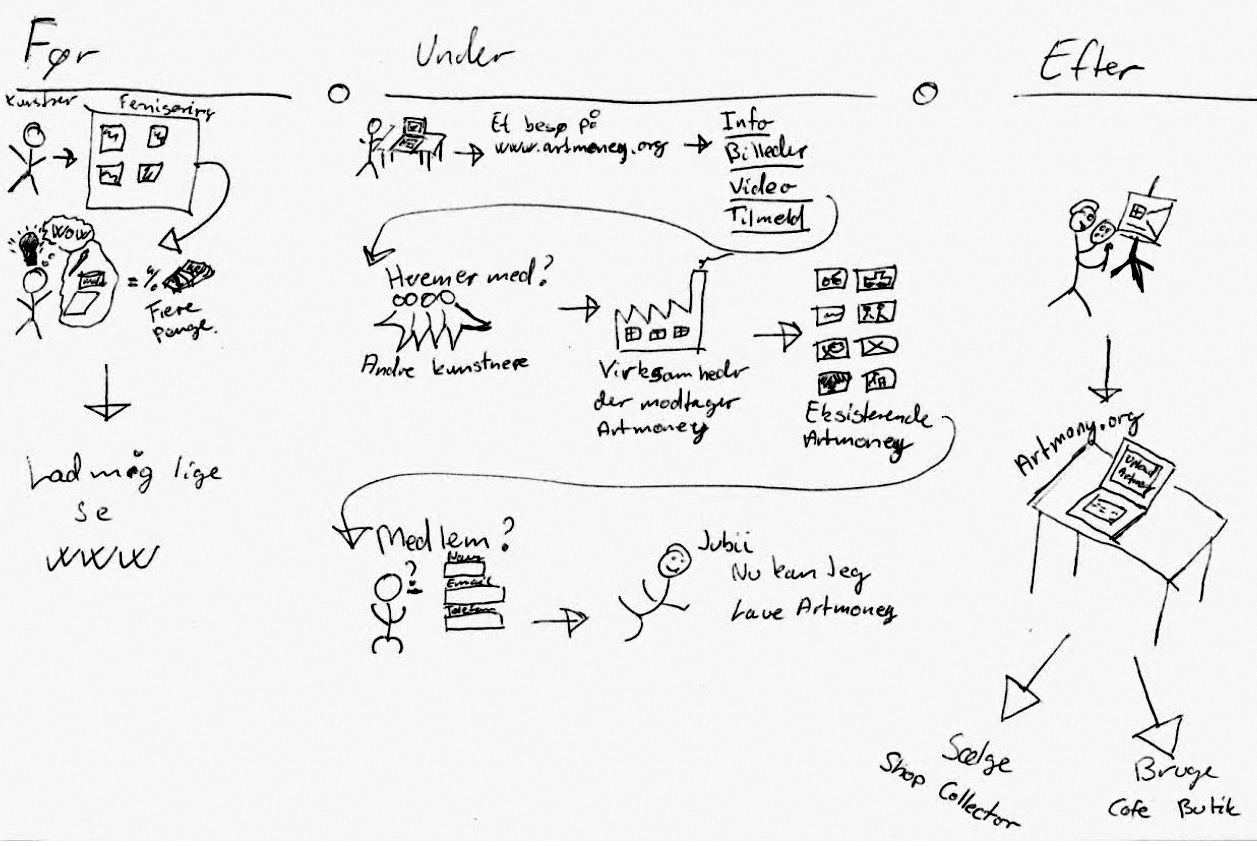 Før
Kunstner
Fernisering
WOW
= %
Flere
penge.
Lad mig lige
se
WWW
Under
Et besøg på
www.artmoney.org
Info
Billeder
Video
Tilmeld
Hvem er med?
Andre kunstnere
Virksomheder
der modtager
Artmoney
Eksisterende
Artmoney
Medlem?
?
Navn
Email
Telefon
Jubii
Nu kan Jeg
Lave Artmoney
Efter
Artmony.org
Upload
Sælge
Shop Collector
Bruge
Cafe Butik